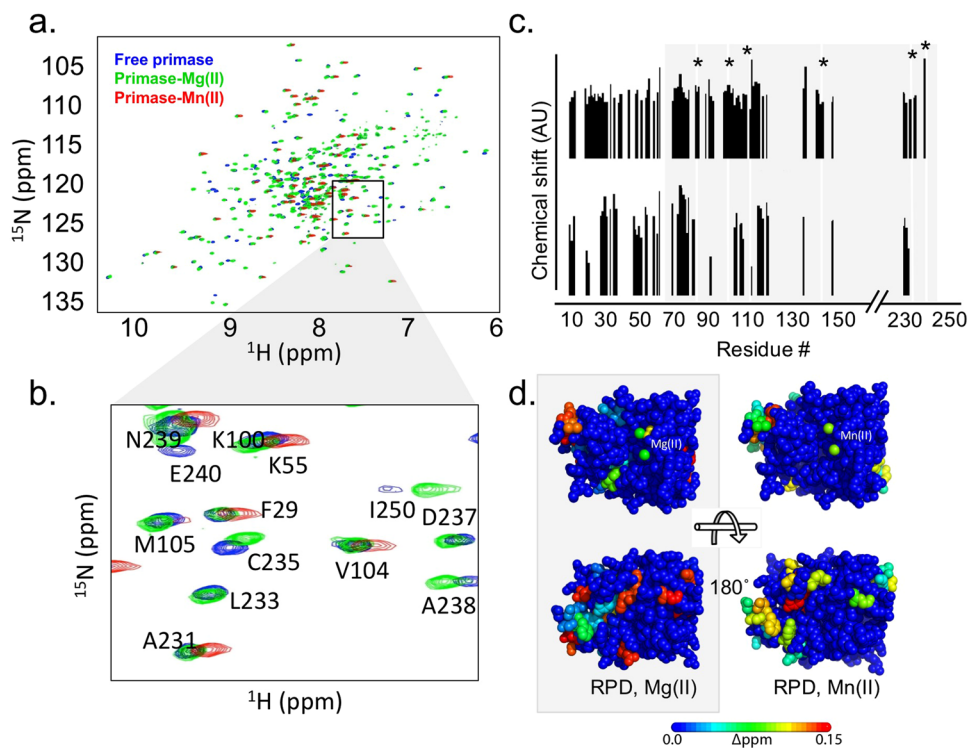 a.
Free primase
Primase-Mg(II)
Primase-Mn(II)
105
110
115
120
125
130
135
¹⁵N (ppm)
10 9 8 7 6
¹H (ppm)
b.
N239
K100
E240
K55
I250
D237
F29
M105
C235
V104
A238
L233
A231
¹⁵N (ppm)
¹H (ppm)
c.
* * * * * *
Chemical shift (AU)
10 30 50 70 90 110 130 150 230 250
Residue #
d.
Mg(II)
Mn(II)
180°
RPD, Mg(II)
RPD, Mn(II)
0.0 Δppm 0.15